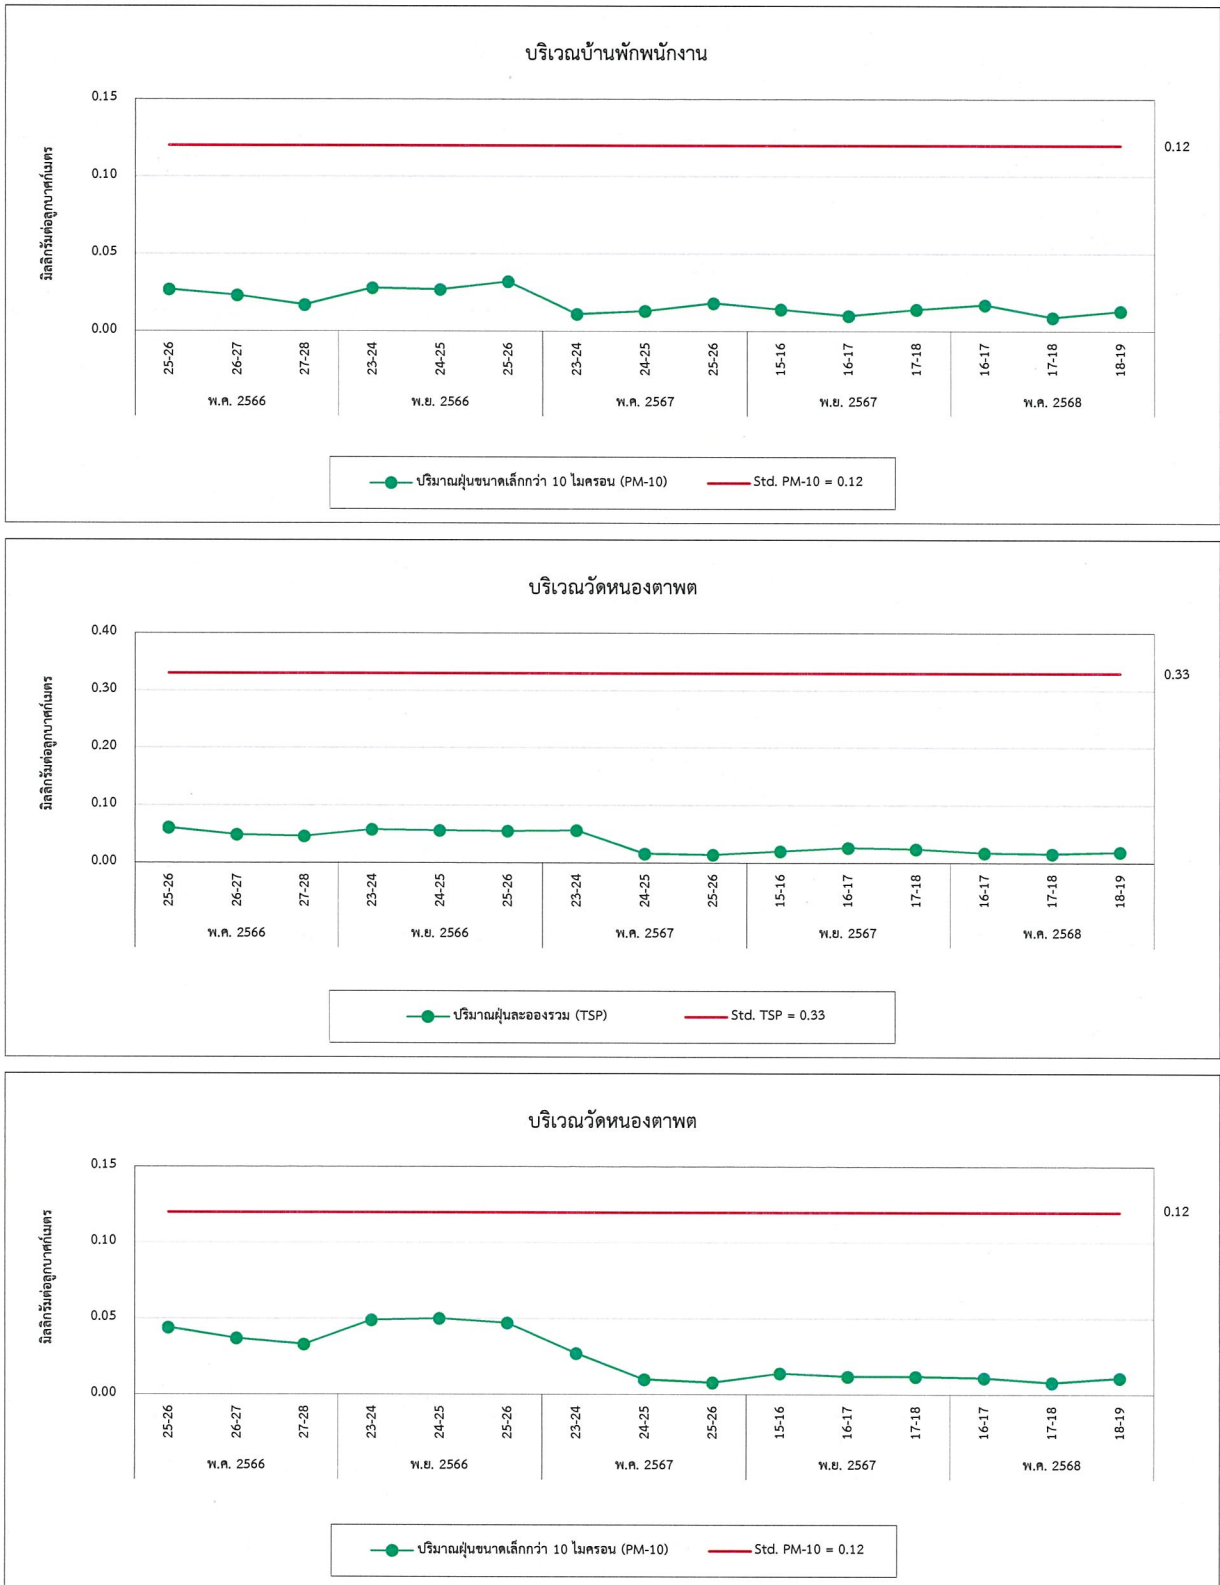 บริเวณบ้านพักพนักงาน
0.15
0.12
0.10
0.05
0.00
มิลลิกรัมต่อลูกบาศก์เมตร
25-26 26-27 27-28 23-24 24-25 25-26 23-24 24-25 25-26 15-16 16-17 17-18 16-17 17-18 18-19
พ.ค. 2566 พ.ย. 2566 พ.ค. 2567 พ.ย. 2567 พ.ค. 2568
ปริมาณฝุ่นขนาดเล็กกว่า 10 ไมครอน (PM-10) Std. PM-10 = 0.12
บริเวณวัดหนองตาพต
0.40
0.33
0.30
0.20
0.10
0.00
มิลลิกรัมต่อลูกบาศก์เมตร
25-26 26-27 27-28 23-24 24-25 25-26 23-24 24-25 25-26 15-16 16-17 17-18 16-17 17-18 18-19
พ.ค. 2566 พ.ย. 2566 พ.ค. 2567 พ.ย. 2567 พ.ค. 2568
ปริมาณฝุ่นละอองรวม (TSP) Std. TSP = 0.33
บริเวณวัดหนองตาพต
0.15
0.12
0.10
0.05
0.00
มิลลิกรัมต่อลูกบาศก์เมตร
25-26 26-27 27-28 23-24 24-25 25-26 23-24 24-25 25-26 15-16 16-17 17-18 16-17 17-18 18-19
พ.ค. 2566 พ.ย. 2566 พ.ค. 2567 พ.ย. 2567 พ.ค. 2568
ปริมาณฝุ่นขนาดเล็กกว่า 10 ไมครอน (PM-10) Std. PM-10 = 0.12